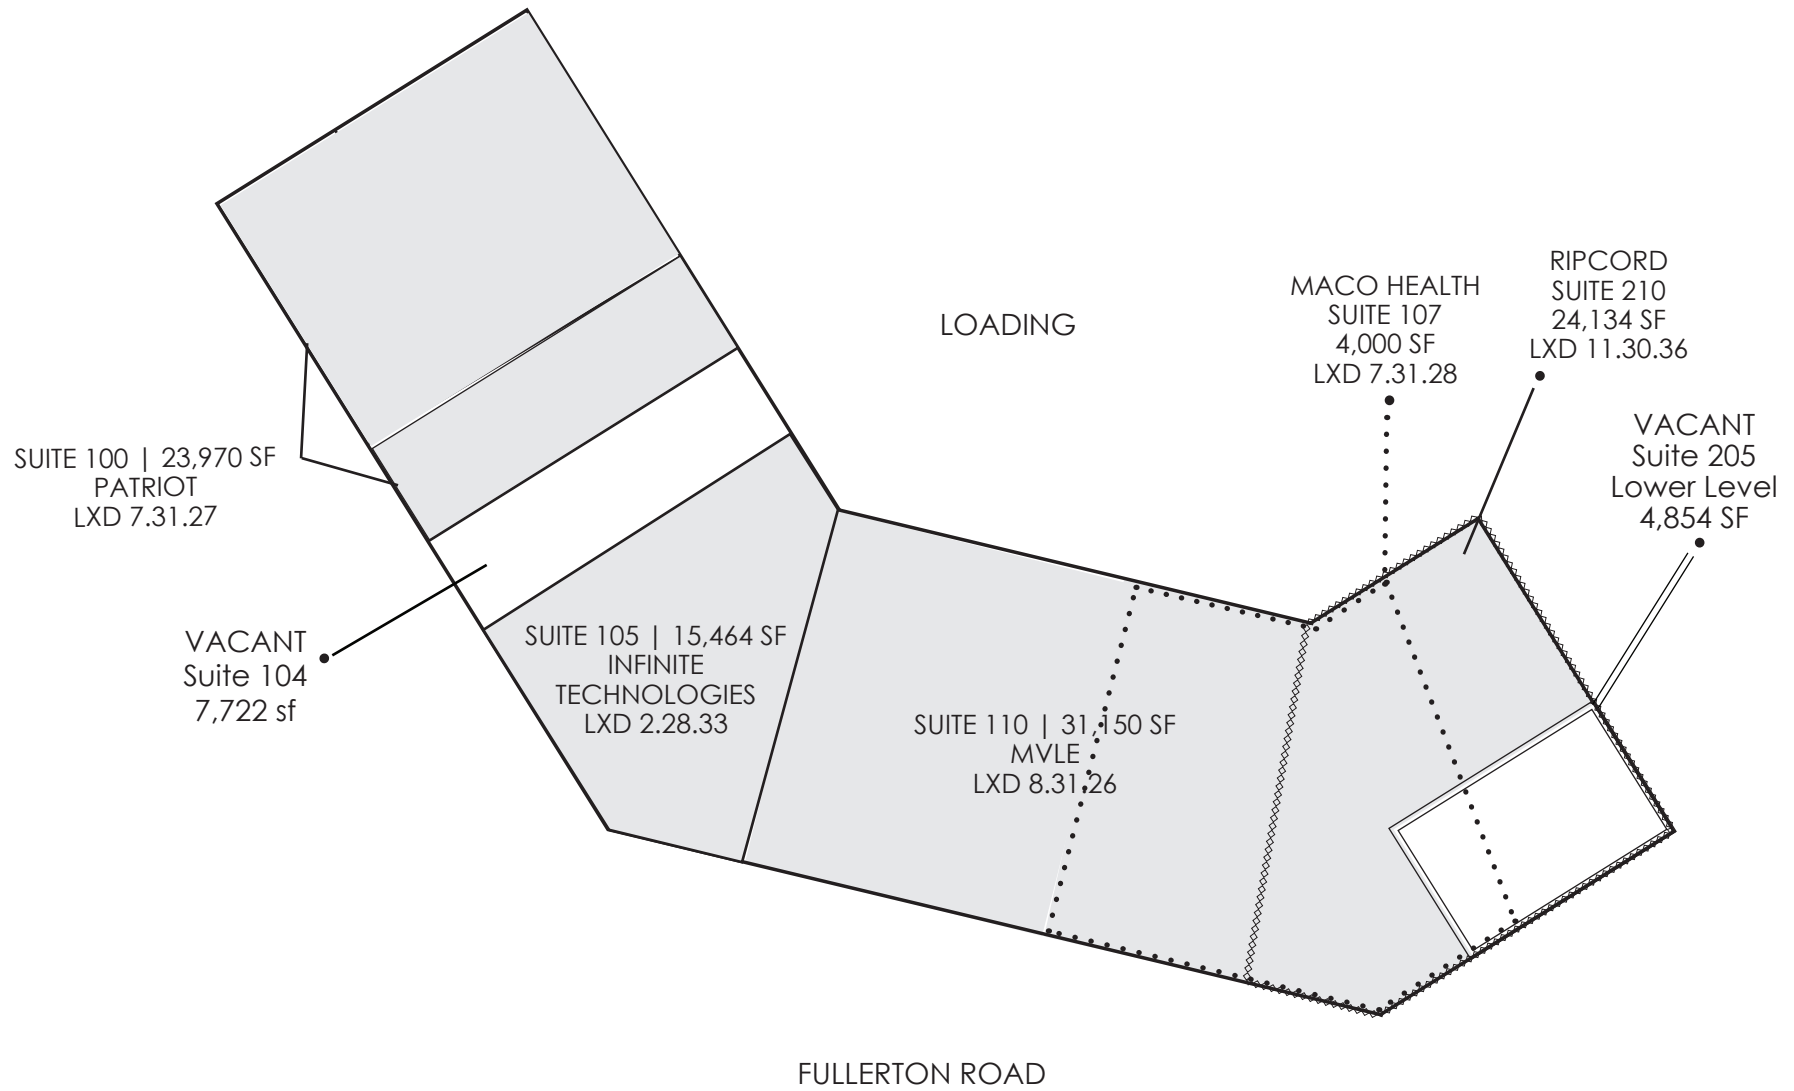 LOADING
MACO HEALTH
SUITE 107
4,000 SF
LXD 7.31.28
RIPCORD
SUITE 210
24,134 SF
LXD 11.30.36
VACANT
Suite 205
Lower Level
4,854 SF
SUITE 100 | 23,970 SF
PATRIOT
LXD 7.31.27
VACANT
Suite 104
7,722 sf
SUITE 105 | 15,464 SF
INFINITE
TECHNOLOGIES
LXD 2.28.33
SUITE 110 | 31,150 SF
MVLE
LXD 8.31.26
FULLERTON ROAD